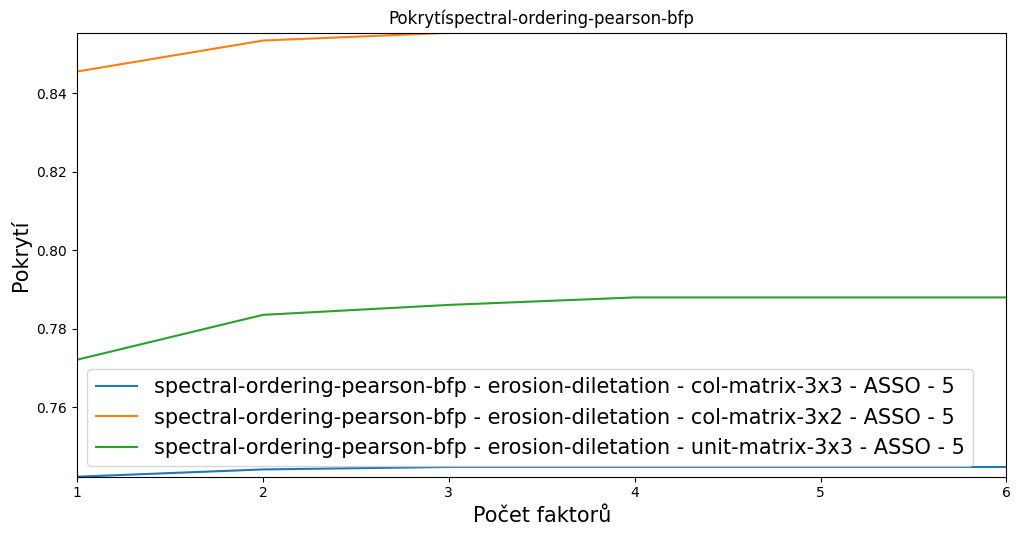 Pokrytíspectral-ordering-pearson-bfp
0.84
0.82
0.80
0.78
0.76
Pokrytí
spectral-ordering-pearson-bfp - erosion-diletation - col-matrix-3x3 - ASSO - 5
spectral-ordering-pearson-bfp - erosion-diletation - col-matrix-3x2 - ASSO - 5
spectral-ordering-pearson-bfp - erosion-diletation - unit-matrix-3x3 - ASSO - 5
1 2 3 4 5 6
Počet faktorů